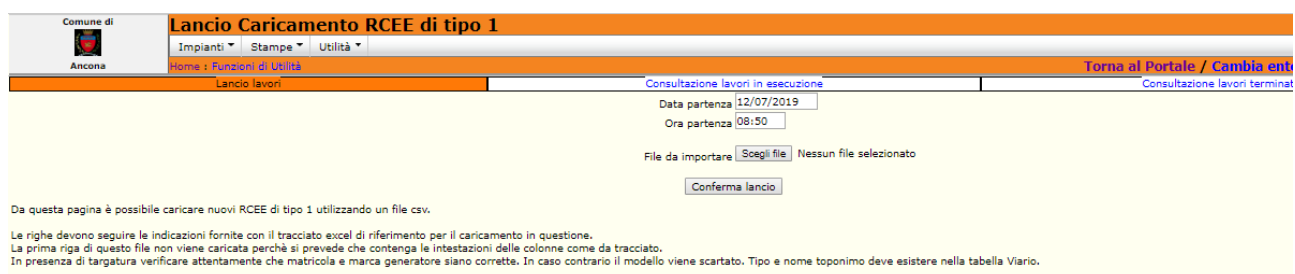 Comune di
Ancona
Lancio Caricamento RCEE di tipo 1
Impianti Stampe Utilità
Home : Funzioni di Utilità
Torna al Portale / Cambia ente
Lancio lavori Consultazione lavori in esecuzione Consultazione lavori terminat
Data partenza 12/07/2019
Ora partenza 08:50
File da importare Scegli file Nessun file selezionato
Conferma lancio
Da questa pagina è possibile caricare nuovi RCEE di tipo 1 utilizzando un file csv.
Le righe devono seguire le indicazioni fornite con il tracciato excel di riferimento per il caricamento in questione.
La prima riga di questo file non viene caricata perchè si prevede che contenga le intestazioni delle colonne come da tracciato.
In presenza di targatura verificare attentamente che matricola e marca generatore siano corrette. In caso contrario il modello viene scartato. Tipo e nome toponimo deve esistere nella tabella Viario.